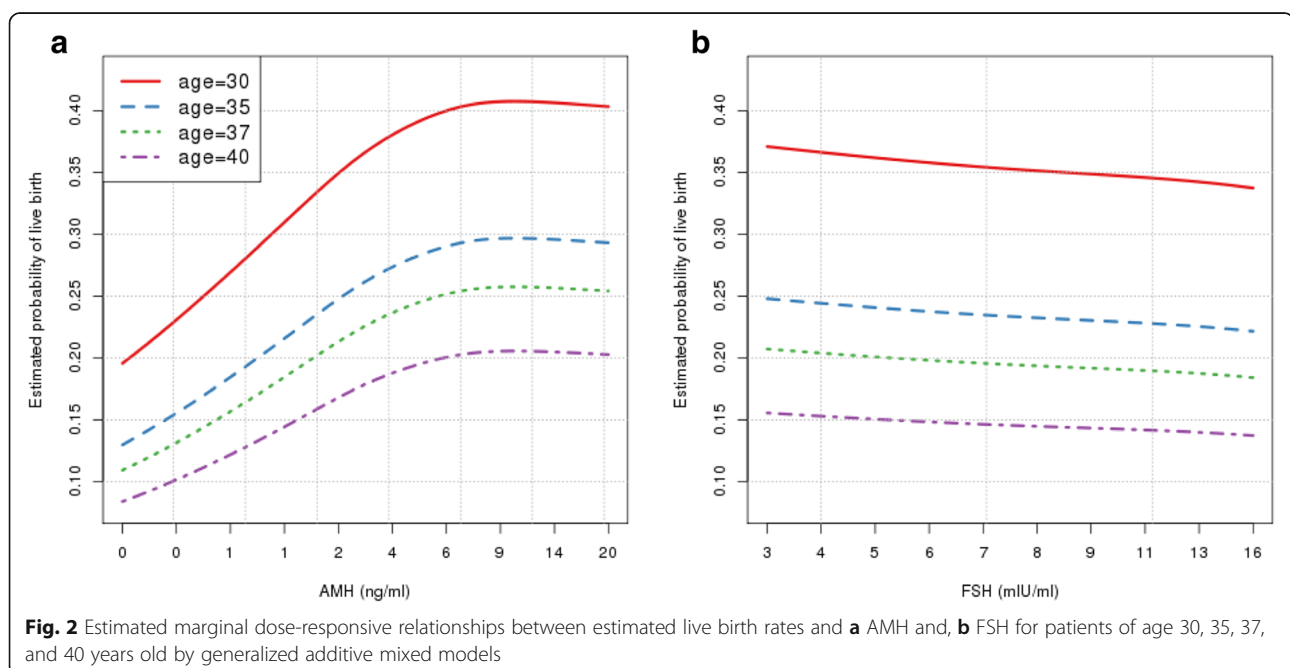 a
age=30
age=35
age=37
age=40
Estimated probability of live birth
0.40
0.35
0.30
0.25
0.20
0.15
0.10
0 0 1 1 2 4 6 9 14 20
AMH (ng/ml)
b
Estimated probability of live birth
0.40
0.35
0.30
0.25
0.20
0.15
0.10
3 4 5 6 7 8 9 11 13 16
FSH (mIU/ml)
Fig. 2 Estimated marginal dose-responsive relationships between estimated live birth rates and a AMH and, b FSH for patients of age 30, 35, 37,
and 40 years old by generalized additive mixed models